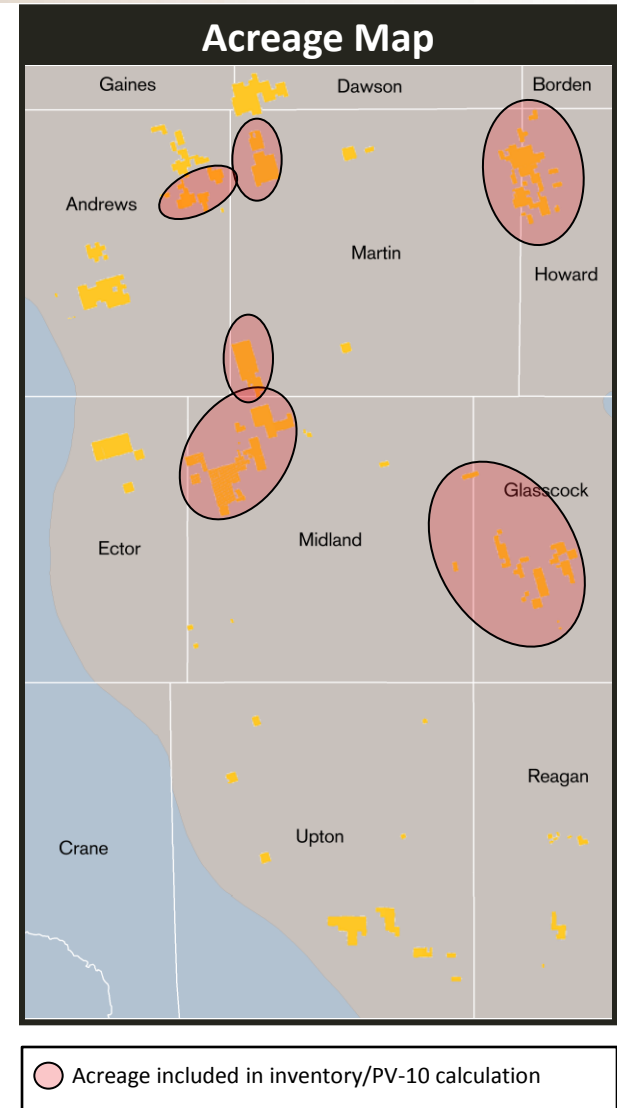 Acreage Map
Gaines
Dawson
Borden
Andrews
Martin
Howard
Glasscock
Ector
Midland
Reagan
Upton
Crane
Acreage included in inventory/PV-10 calculation